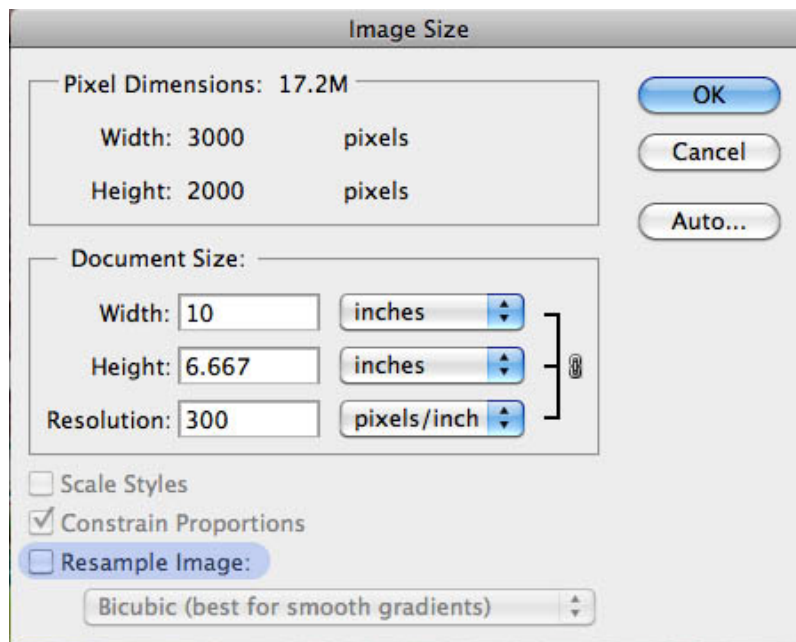 Image Size
Pixel Dimensions: 17.2M
Width: 3000 pixels
Height: 2000 pixels
OK
Cancel
Auto...
Document Size:
Width: 10 inches
Height: 6.667 inches
Resolution: 300 pixels/inch
Scale Styles
Constrain Proportions
Resample Image:
Bicubic (best for smooth gradients)